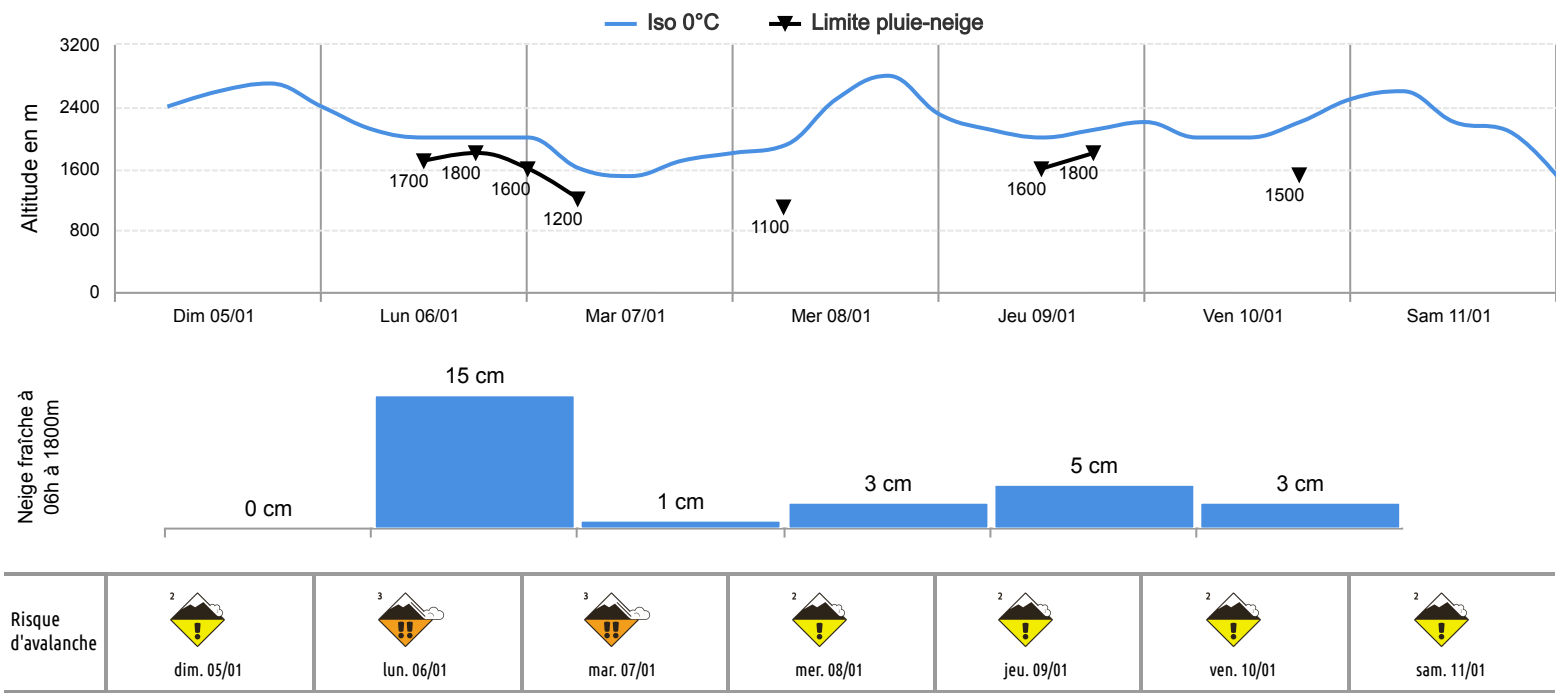 Iso 0°C Limite pluie-neige
Altitude en m
3200
2400
1600
800
0
1700
1800
1600
1200
1100
1600
1800
1500
Dim 05/01 Lun 06/01 Mar 07/01 Mer 08/01 Jeu 09/01 Ven 10/01 Sam 11/01
Neige fraîche à
06h à 1800m
0 cm
15 cm
1 cm
3 cm
5 cm
3 cm
Risque
d'avalanche
2 3 3 2 2 2 2
! !! !! ! ! ! !
dim. 05/01 lun. 06/01 mar. 07/01 mer. 08/01 jeu. 09/01 ven. 10/01 sam. 11/01